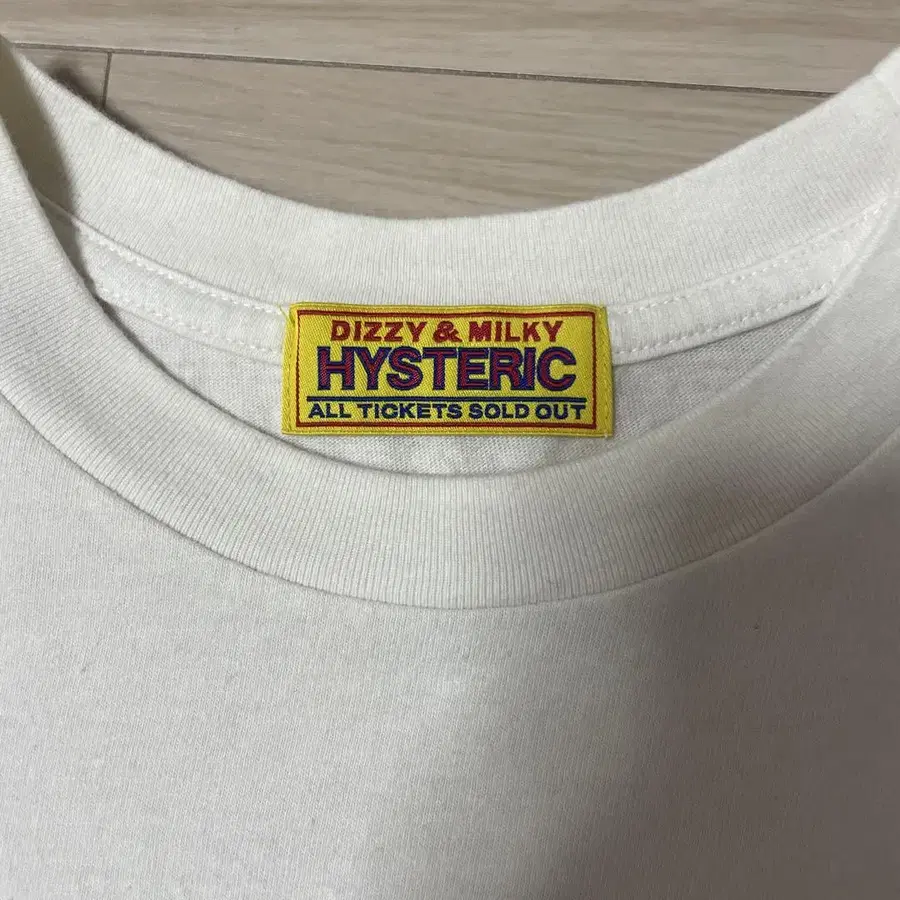 DIZZY & MILKY
HYSTERIC
ALL TICKETS SOLD OUT